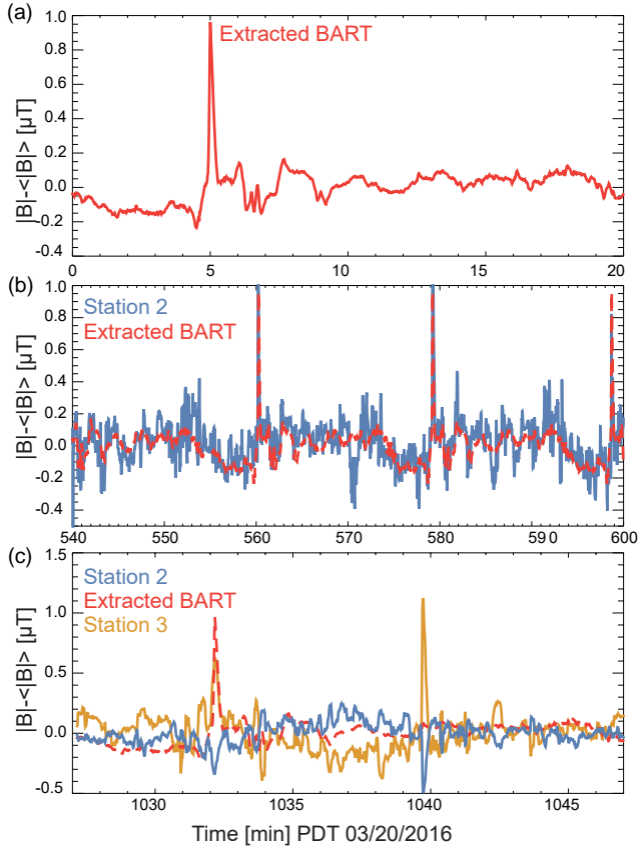 (a)
Extracted BART
|B|-<|B|> [µT]
1.0
0.8
0.6
0.4
0.2
0.0
-0.2
-0.4
0 5 10 15 20
(b)
Station 2
Extracted BART
|B|-<|B|> [µT]
1.0
0.8
0.6
0.4
0.2
0.0
-0.2
-0.4
540 550 560 570 580 590 600
(c)
Station 2
Extracted BART
Station 3
|B|-<|B|> [µT]
1.5
1.0
0.5
0.0
-0.5
1030 1035 1040 1045
Time [min] PDT 03/20/2016